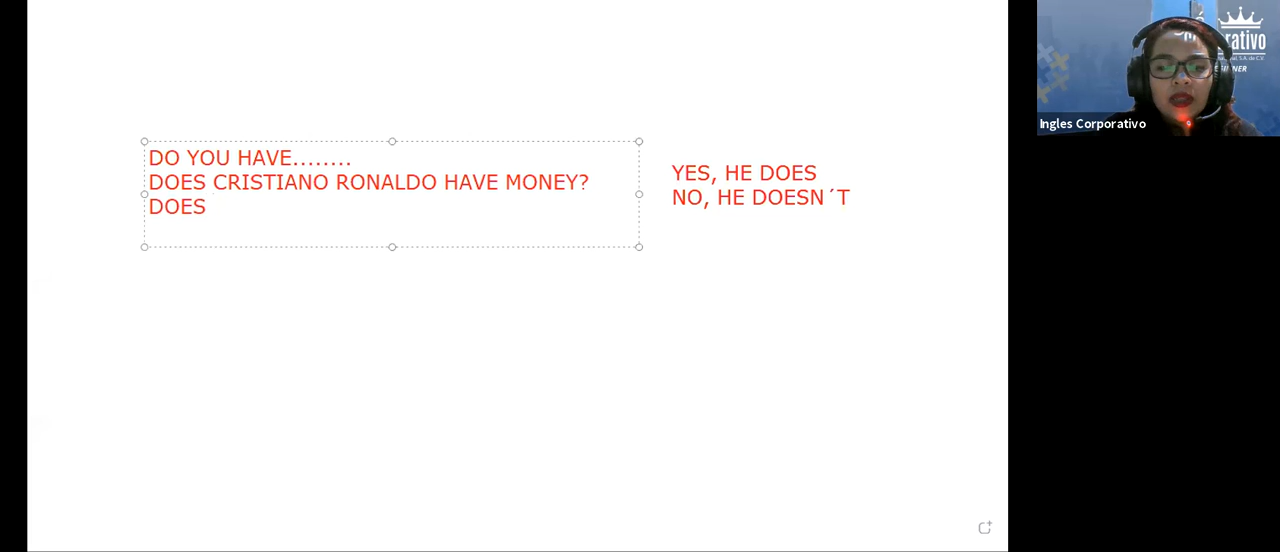 DO YOU HAVE........
DOES CRISTIANO RONALDO HAVE MONEY?
DOES
YES, HE DOES
NO, HE DOESN´T
rativo
Ingles Corporativo